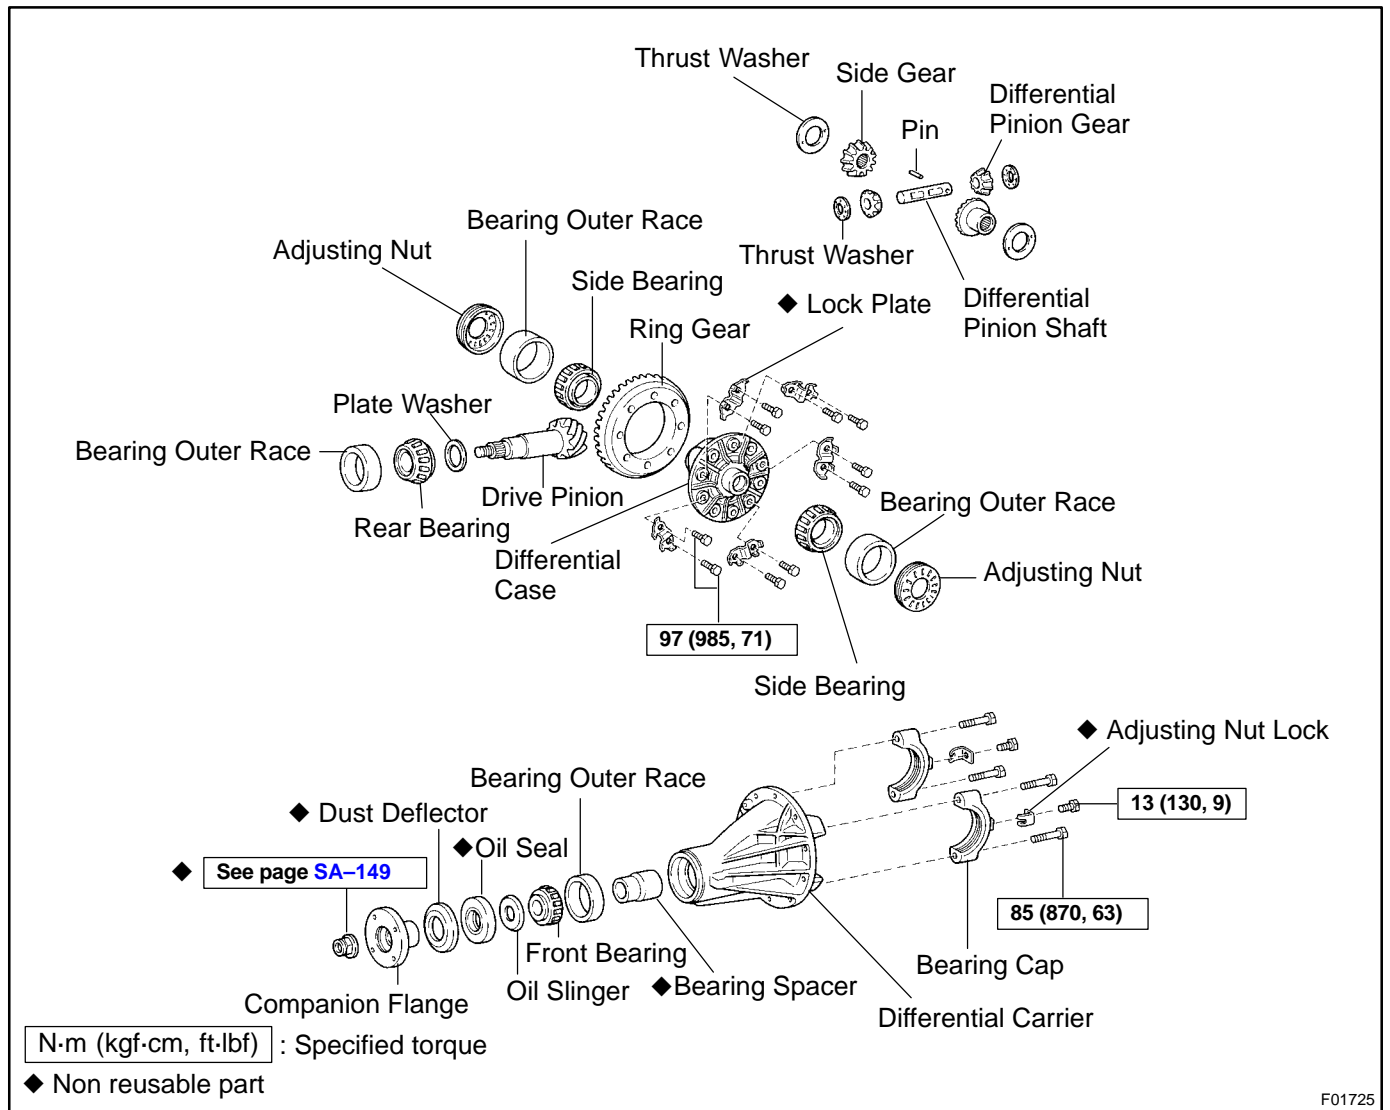 Thrust Washer
Side Gear
Differential
Pinion Gear
Pin
Bearing Outer Race
Adjusting Nut
Side Bearing
Thrust Washer
◆ Lock Plate
Differential
Pinion Shaft
Ring Gear
Plate Washer
Bearing Outer Race
Drive Pinion
Rear Bearing
Differential
Case
Bearing Outer Race
Adjusting Nut
97 (985, 71)
Side Bearing
◆ Adjusting Nut Lock
Bearing Outer Race
◆ Dust Deflector
13 (130, 9)
◆ Oil Seal
◆ See page SA–149
85 (870, 63)
Front Bearing
Bearing Cap
Oil Slinger
◆ Bearing Spacer
Companion Flange
Differential Carrier
N·m (kgf·cm, ft·lbf) : Specified torque
◆ Non reusable part
F01725